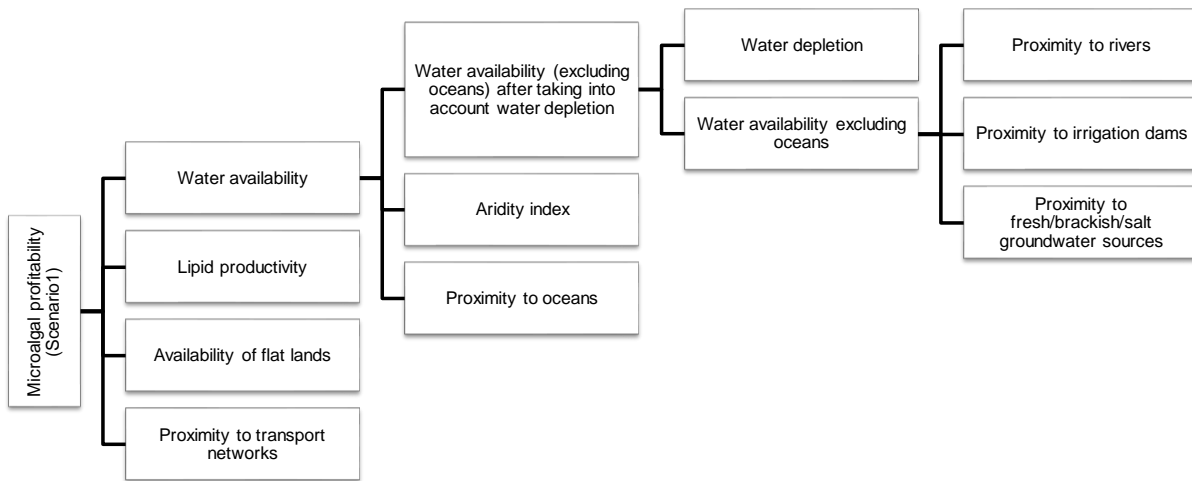 Microalgal profitability
(Scenario1)
Water availability
Lipid productivity
Availability of flat lands
Proximity to transport
networks
Water availability (excluding
oceans) after taking into
account water depletion
Aridity index
Proximity to oceans
Water depletion
Water availability excluding
oceans
Proximity to rivers
Proximity to irrigation dams
Proximity to
fresh/brackish/salt
groundwater sources